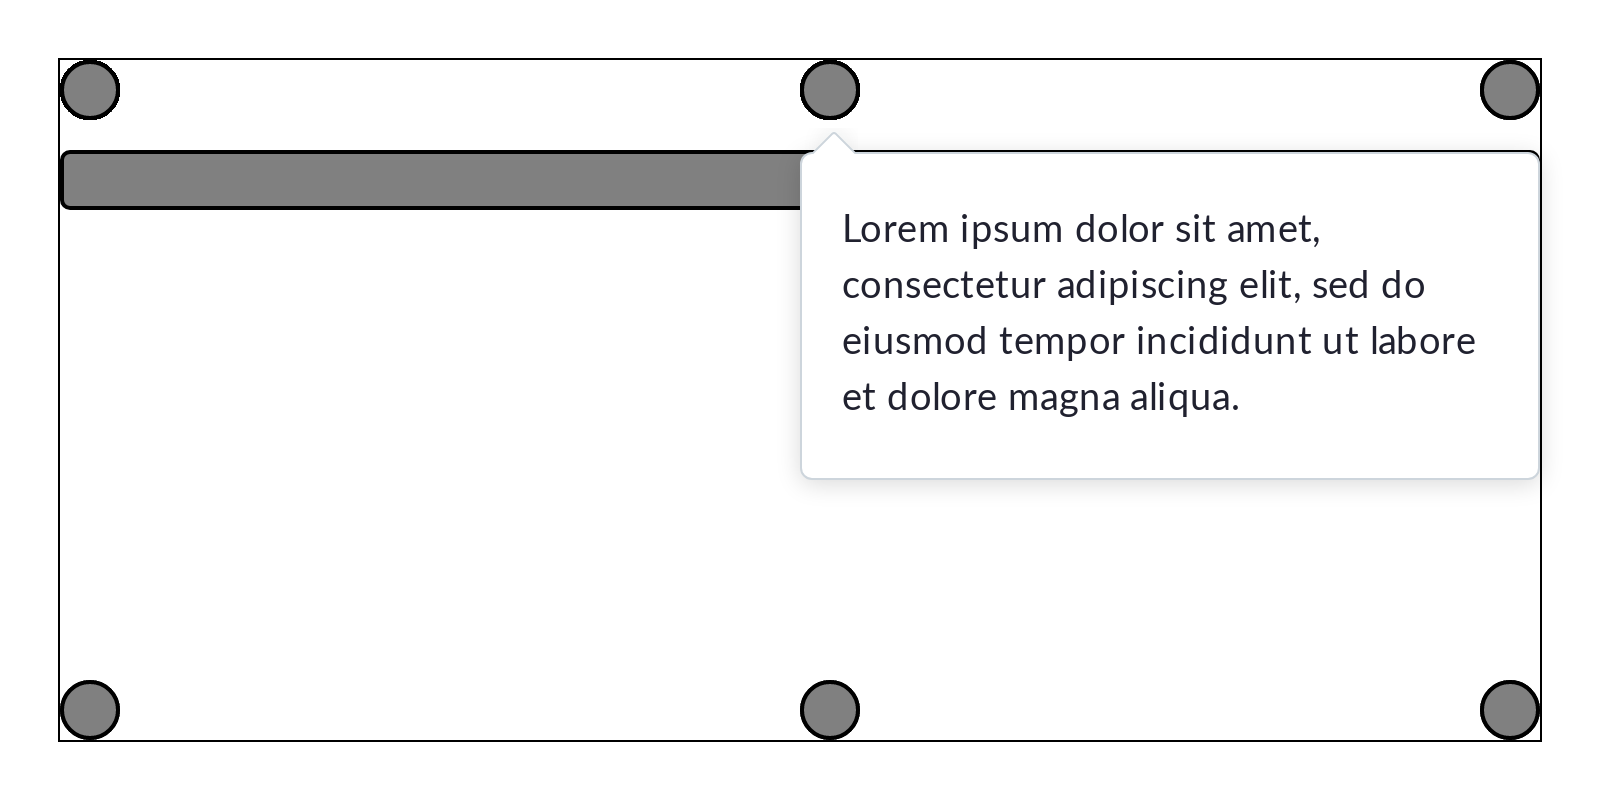 Lorem ipsum dolor sit amet,
consectetur adipiscing elit, sed do
eiusmod tempor incididunt ut labore
et dolore magna aliqua.